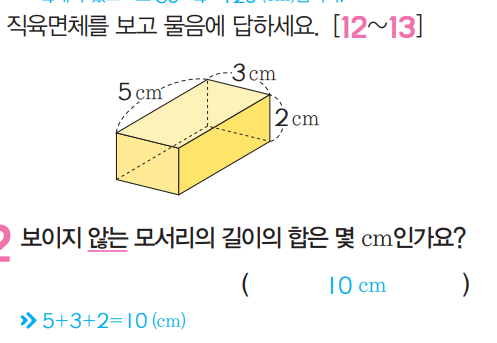 직육면체를 보고 물음에 답하세요. [12~13]
3 cm
5 cm
2 cm
2 보이지 않는 모서리의 길이의 합은 몇 cm인가요?
( 10 cm )
» 5+3+2=10 (cm)